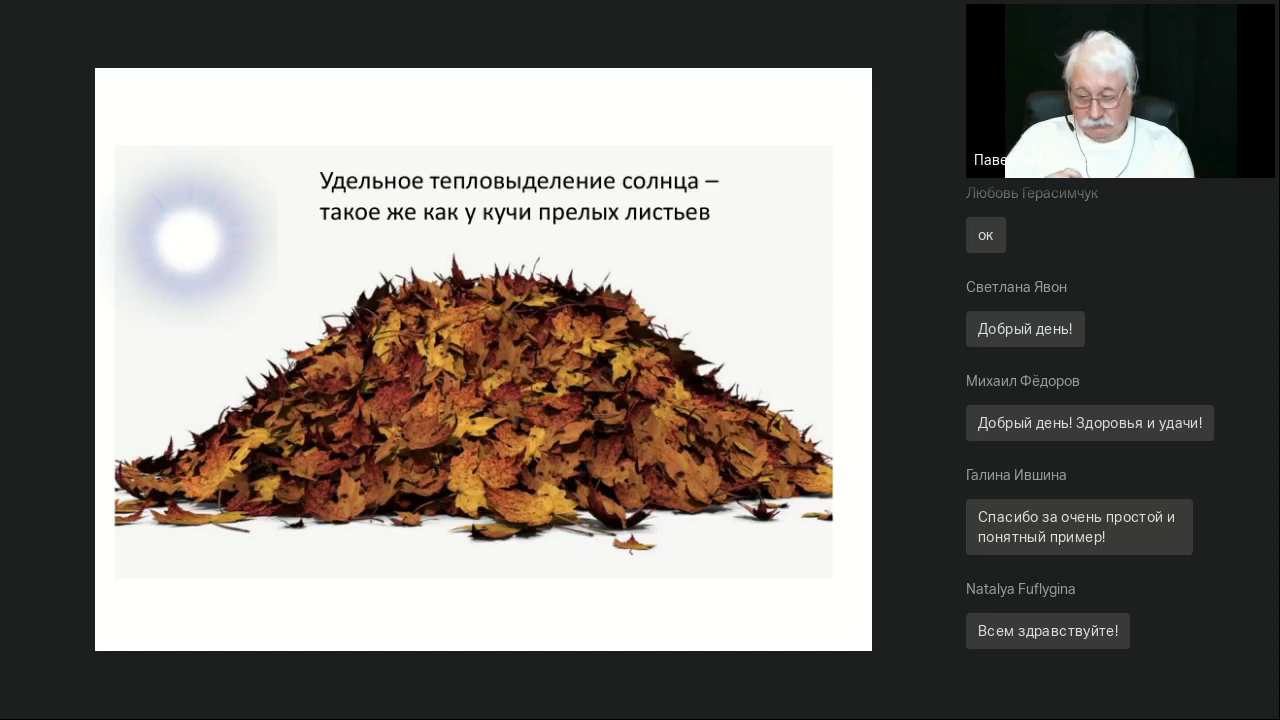 Удельное тепловыделение солнца –
такое же как у кучи прелых листьев
Любовь Герасимчук
ок
Светлана Явон
Добрый день!
Михаил Фёдоров
Добрый день! Здоровья и удачи!
Галина Ившина
Спасибо за очень простой и
понятный пример!
Natalya Fuflygina
Всем здравствуйте!